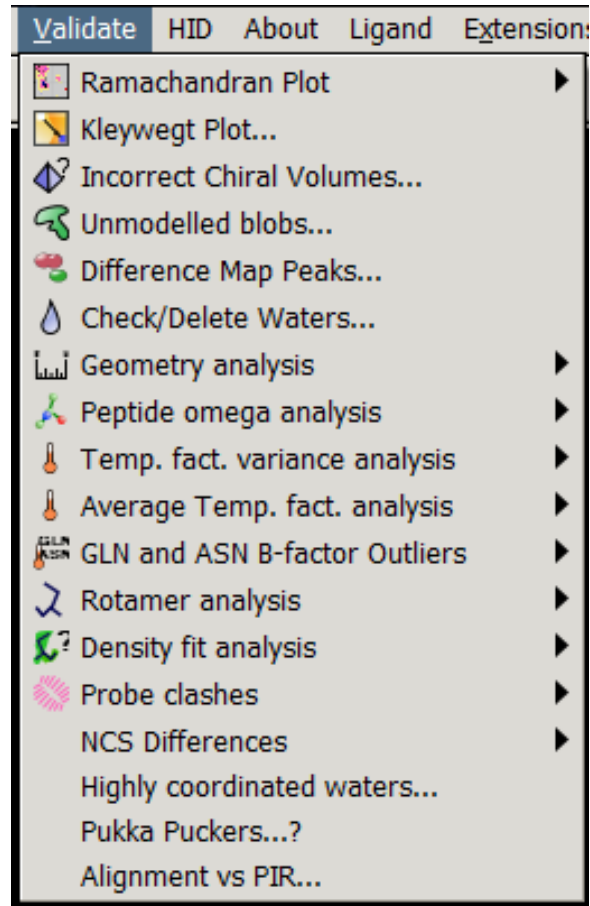 Validate HID About Ligand Extensions
Ramachandran Plot
Kleywegt Plot...
Incorrect Chiral Volumes...
Unmodelled blobs...
Difference Map Peaks...
Check/Delete Waters...
Geometry analysis
Peptide omega analysis
Temp. fact. variance analysis
Average Temp. fact. analysis
GLN and ASN B-factor Outliers
Rotamer analysis
Density fit analysis
Probe clashes
NCS Differences
Highly coordinated waters...
Pukka Puckers...?
Alignment vs PIR...